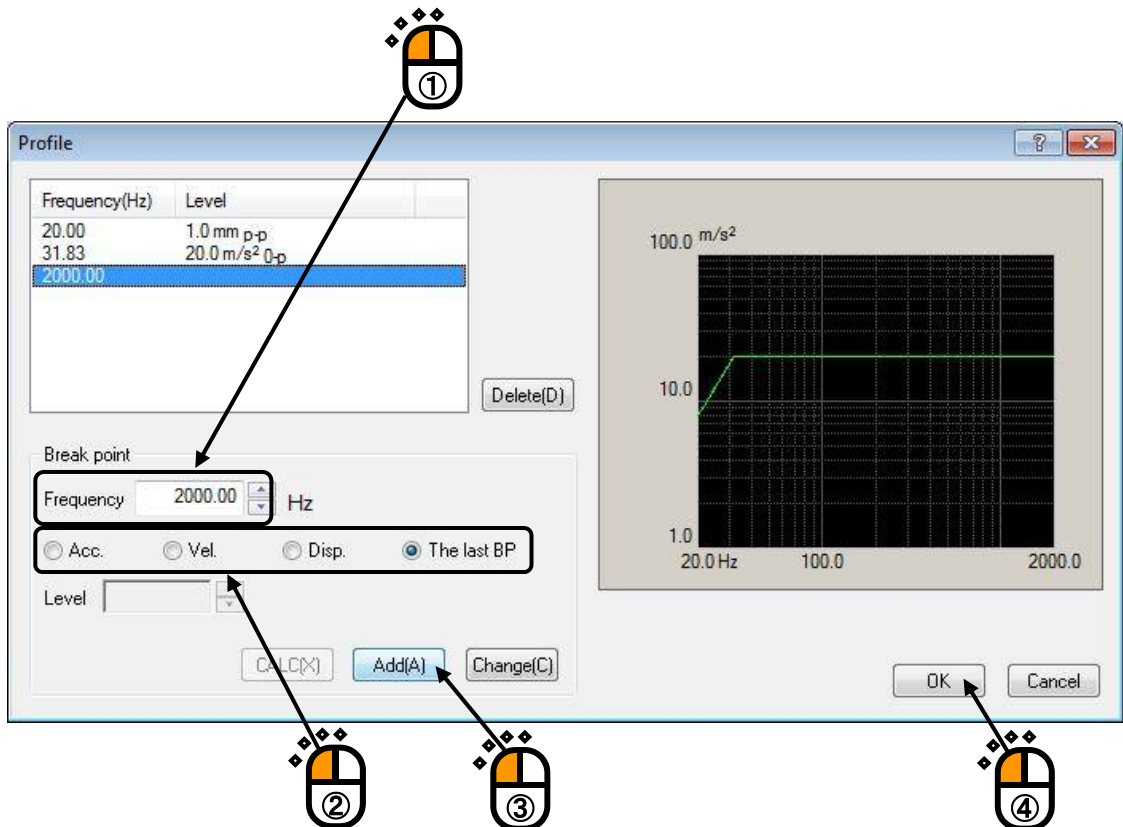 ①
Profile
Frequency(Hz) Level
20.00 1.0 mm p-p
31.83 20.0 m/s² 0-p
2000.00
Delete(D)
100.0 m/s²
10.0
1.0
20.0 Hz 100.0 2000.0
Break point
Frequency 2000.00 Hz
Acc. Vel. Disp. The last BP
Level
CALC(X) Add(A) Change(C)
OK Cancel
② ③ ④